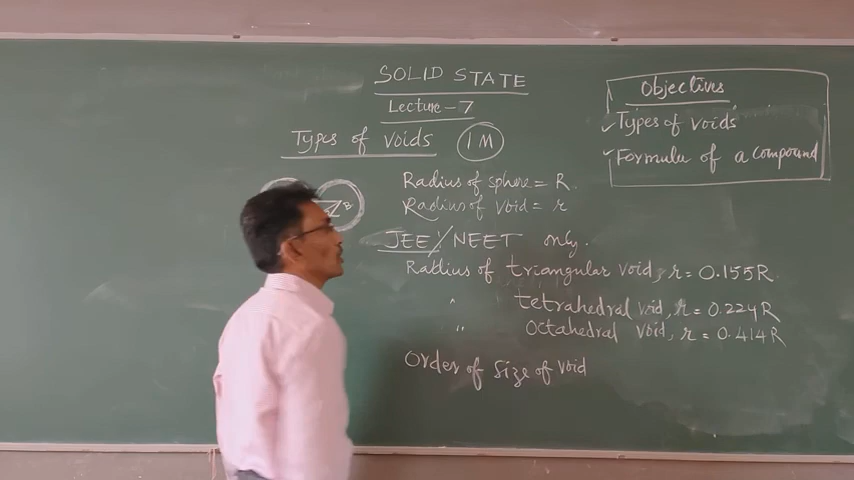 SOLID STATE
Lecture-7
Types of Voids 1M
Objectives
✓Types of Voids
✓Formula of a compound
B
Radius of sphere = R.
Radius of void = r
JEE/NEET only.
Radius of triangular void, r = 0.155R
" tetrahedral void, r = 0.224R
" octahedral void, r = 0.414R
Order of size of void